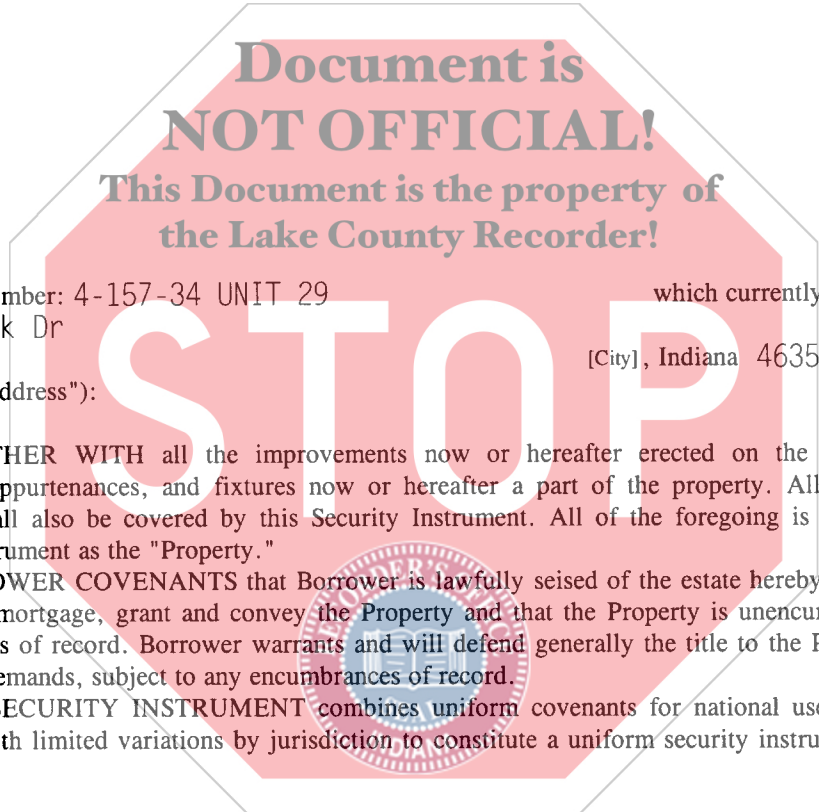 Document is
NOT OFFICIAL!
This Document is the property of
the Lake County Recorder!
mber: 4-157-34 UNIT 29 which currently
k Dr
[City], Indiana 4635
ddress"):
STOP
HER WITH all the improvements now or hereafter erected on the
ppurtenances, and fixtures now or hereafter a part of the property. All
all also be covered by this Security Instrument. All of the foregoing is
rument as the "Property."
OWER COVENANTS that Borrower is lawfully seised of the estate hereby
mortgage, grant and convey the Property and that the Property is unencu
s of record. Borrower warrants and will defend generally the title to the P
emands, subject to any encumbrances of record.
SECURITY INSTRUMENT combines uniform covenants for national use
th limited variations by jurisdiction to constitute a uniform security instru
INDIANA